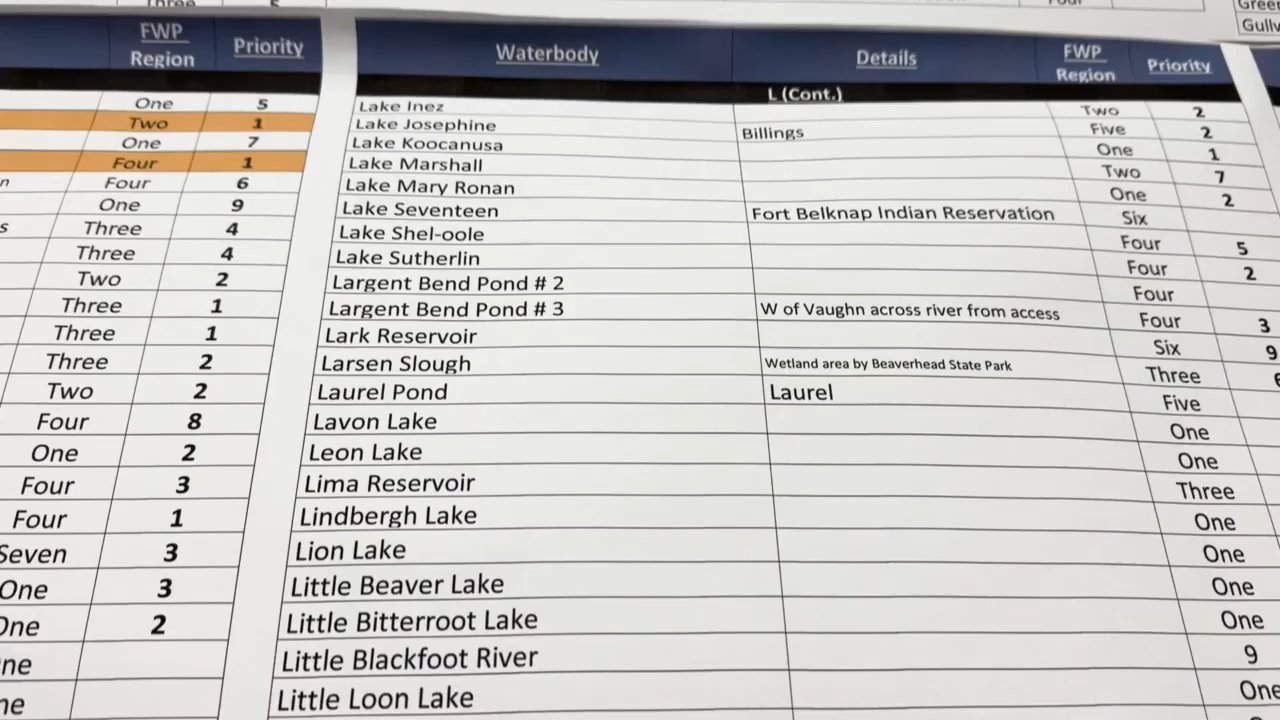 Three
Four
Gullv
FWP Region Priority
One 5
Two 1
One 7
Four 1
n Four 6
One 9
s Three 4
Three 4
Two 2
Three 1
Three 1
Three 2
Two 2
Four 8
One 2
Four 3
Four 1
Seven 3
One 3
One 2
ne
ne
Waterbody Details FWP Region Priority
L (Cont.)
Lake Inez Two 2
Lake Josephine Billings Five 2
Lake Koocanusa One 1
Lake Marshall Two 7
Lake Mary Ronan One 2
Lake Seventeen Fort Belknap Indian Reservation Six
Lake Shel-oole Four 5
Lake Sutherlin Four 2
Largent Bend Pond # 2 Four
Largent Bend Pond # 3 W of Vaughn across river from access Four 3
Lark Reservoir Six 9
Larsen Slough Wetland area by Beaverhead State Park Three
Laurel Pond Laurel Five
Lavon Lake One
Leon Lake One
Lima Reservoir Three
Lindbergh Lake One
Lion Lake One
Little Beaver Lake One
Little Bitterroot Lake One
Little Blackfoot River 9
Little Loon Lake One